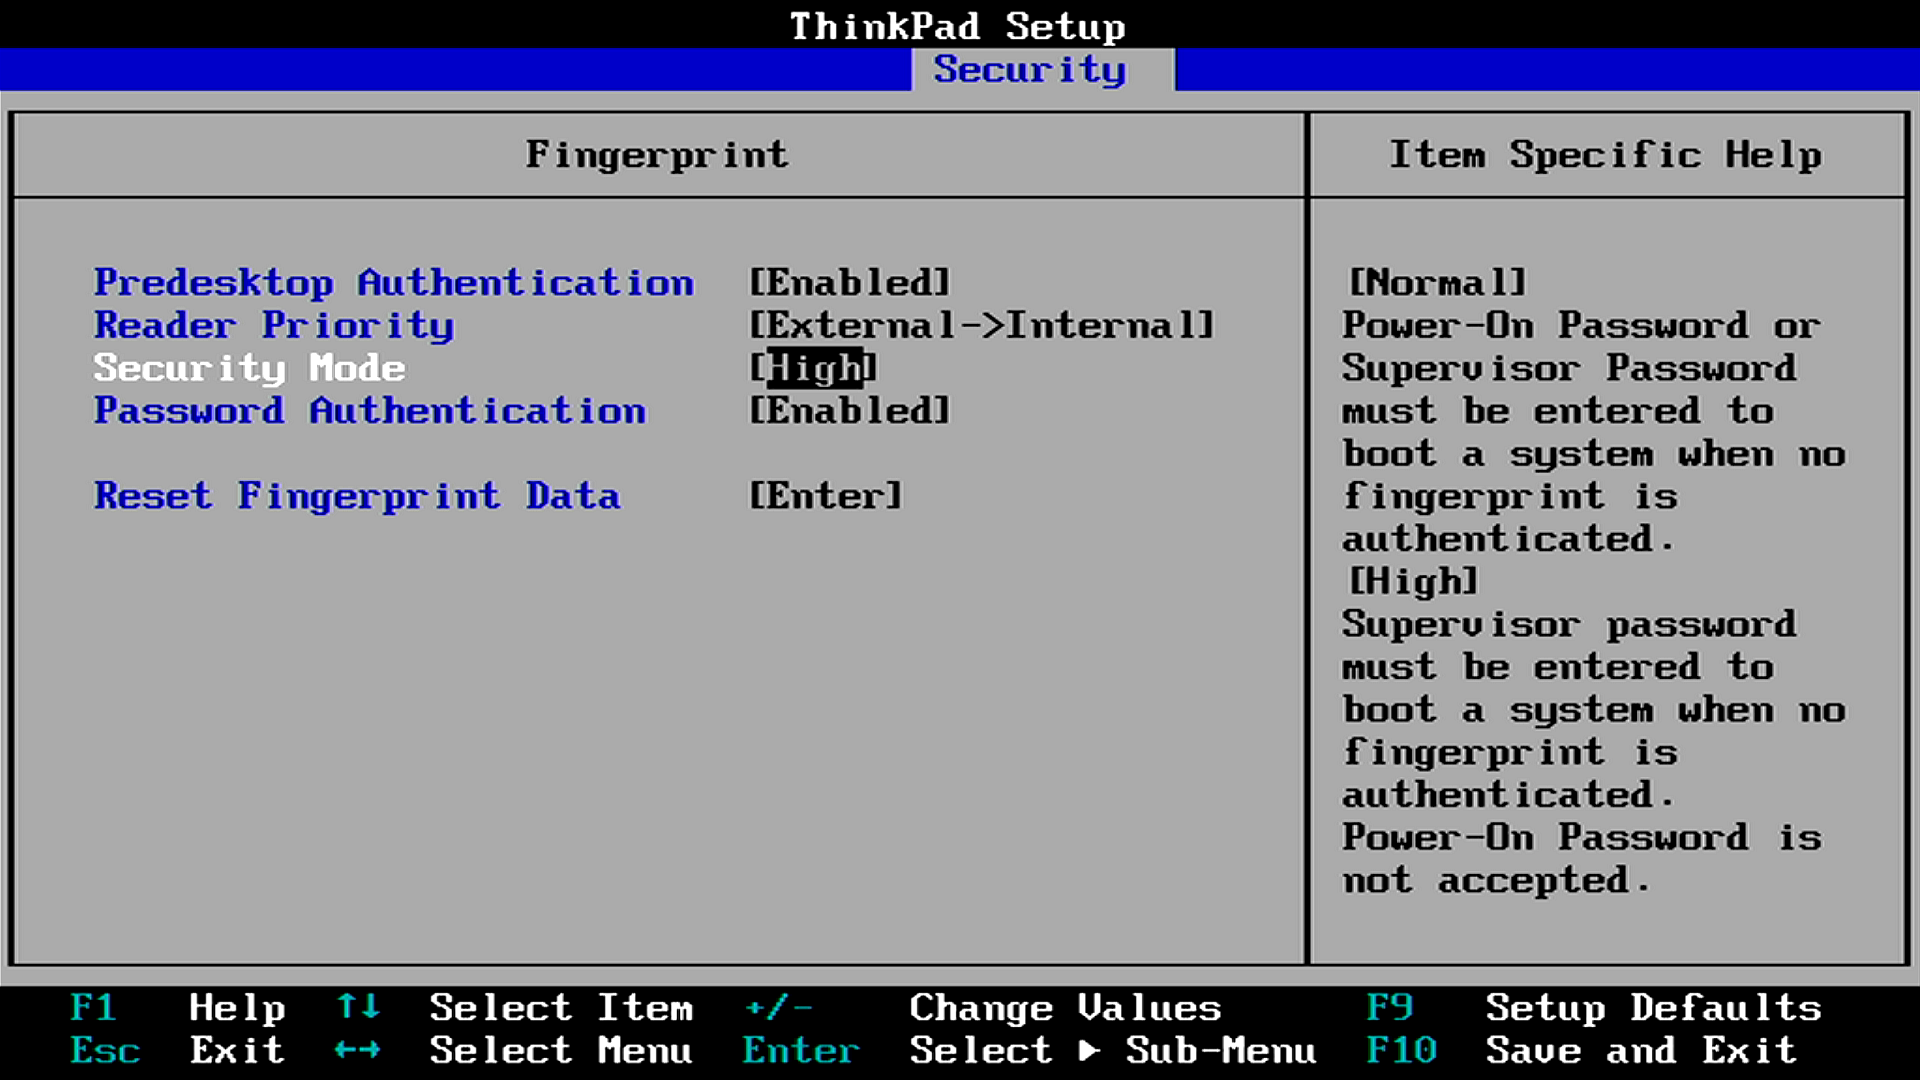 ThinkPad Setup
Security
Fingerprint
Item Specific Help
Predesktop Authentication [Enabled]
Reader Priority [External->Internal]
Security Mode [High]
Password Authentication [Enabled]
Reset Fingerprint Data [Enter]
[Normal]
Power-On Password or
Supervisor Password
must be entered to
boot a system when no
fingerprint is
authenticated.
[High]
Supervisor password
must be entered to
boot a system when no
fingerprint is
authenticated.
Power-On Password is
not accepted.
F1 Help ↑↓ Select Item +/- Change Values F9 Setup Defaults
Esc Exit ←→ Select Menu Enter Select ▶ Sub-Menu F10 Save and Exit